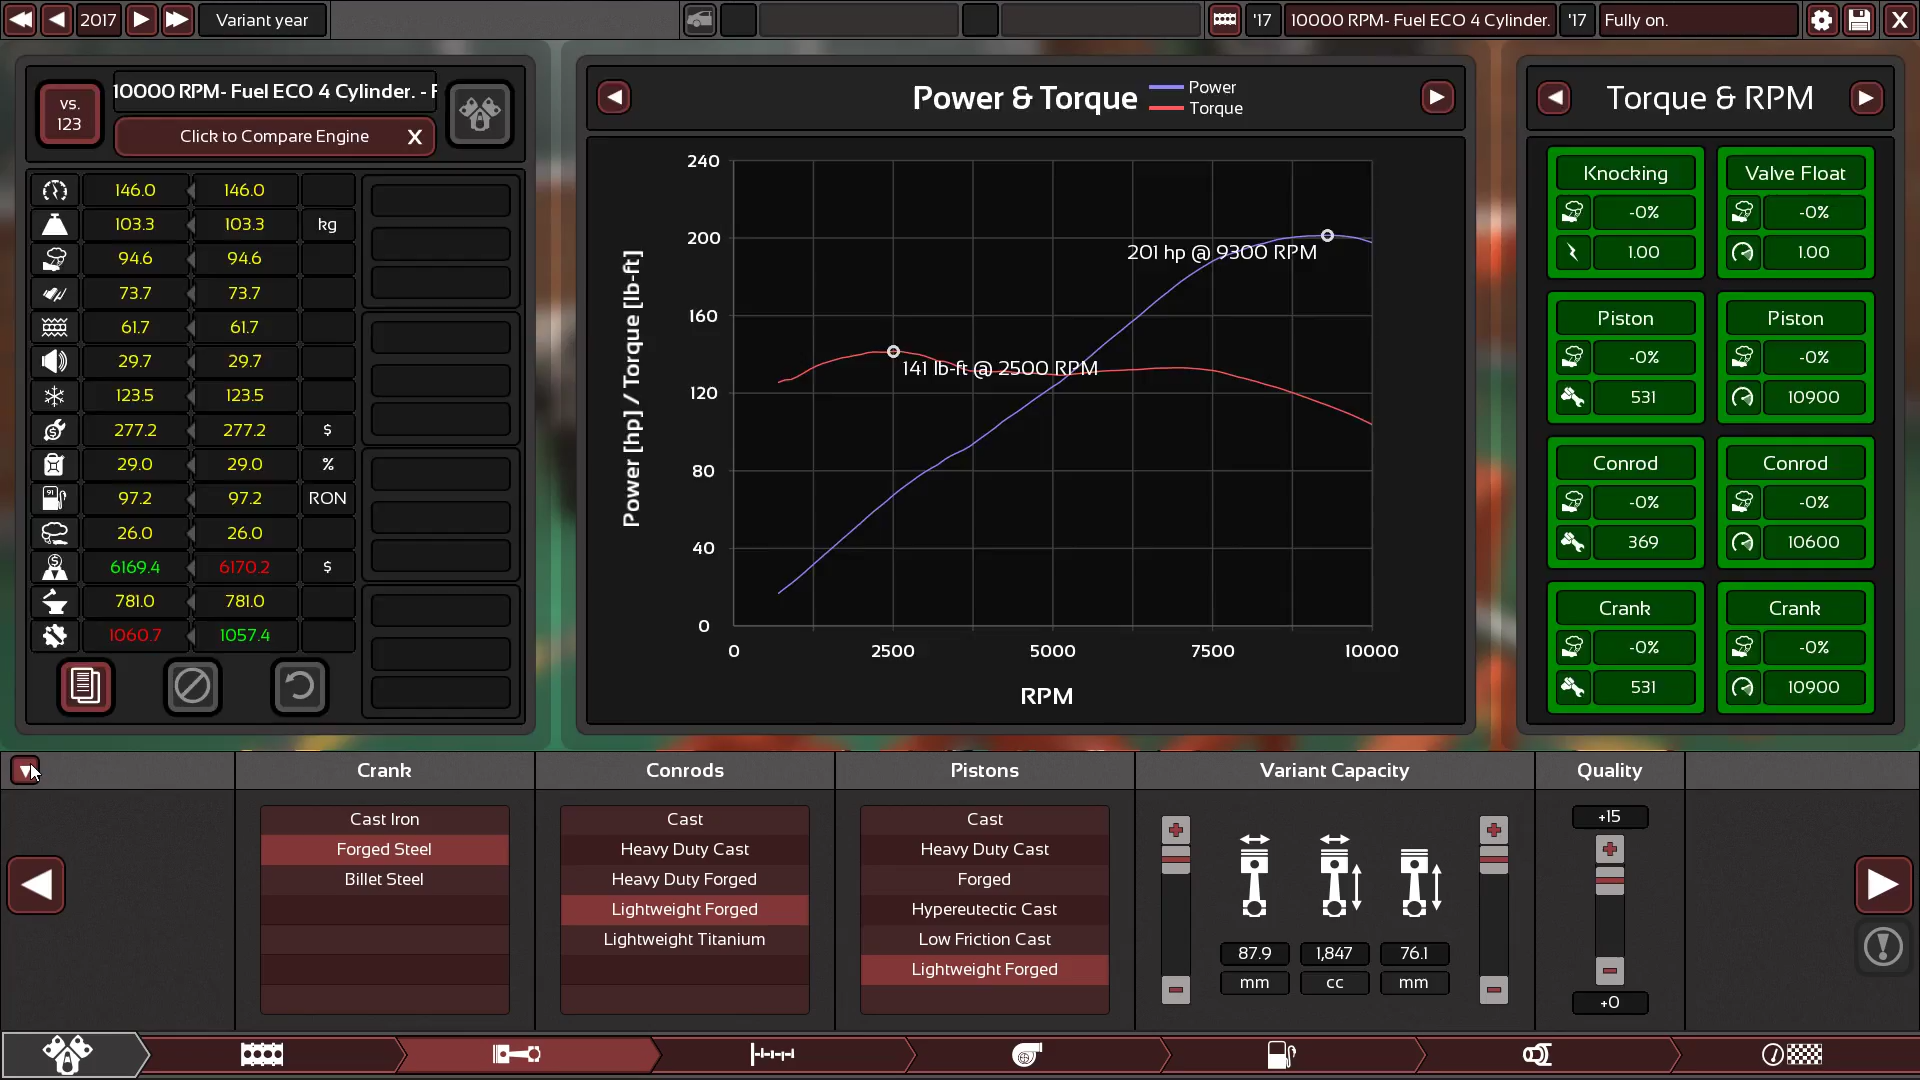 2017
Variant year
'17
10000 RPM- Fuel ECO 4 Cylinder.
'17
Fully on.
X
vs.
123
10000 RPM- Fuel ECO 4 Cylinder. - F
Click to Compare Engine
X
146.0 146.0
103.3 103.3 kg
94.6 94.6
73.7 73.7
61.7 61.7
29.7 29.7
123.5 123.5
277.2 277.2 $
29.0 29.0 %
97.2 97.2 RON
26.0 26.0
6169.4 6170.2 $
781.0 781.0
1060.7 1057.4
Power & Torque
Power
Torque
Power [hp] / Torque [lb-ft]
240
200
160
120
80
40
0
201 hp @ 9300 RPM
141 lb-ft @ 2500 RPM
0 2500 5000 7500 10000
RPM
Torque & RPM
Knocking
-0%
1.00
Valve Float
-0%
1.00
Piston
-0%
531
Piston
-0%
10900
Conrod
-0%
369
Conrod
-0%
10600
Crank
-0%
531
Crank
-0%
10900
Crank
Cast Iron
Forged Steel
Billet Steel
Conrods
Cast
Heavy Duty Cast
Heavy Duty Forged
Lightweight Forged
Lightweight Titanium
Pistons
Cast
Heavy Duty Cast
Forged
Hypereutectic Cast
Low Friction Cast
Lightweight Forged
Variant Capacity
87.9 1,847 76.1
mm cc mm
Quality
+15
+0